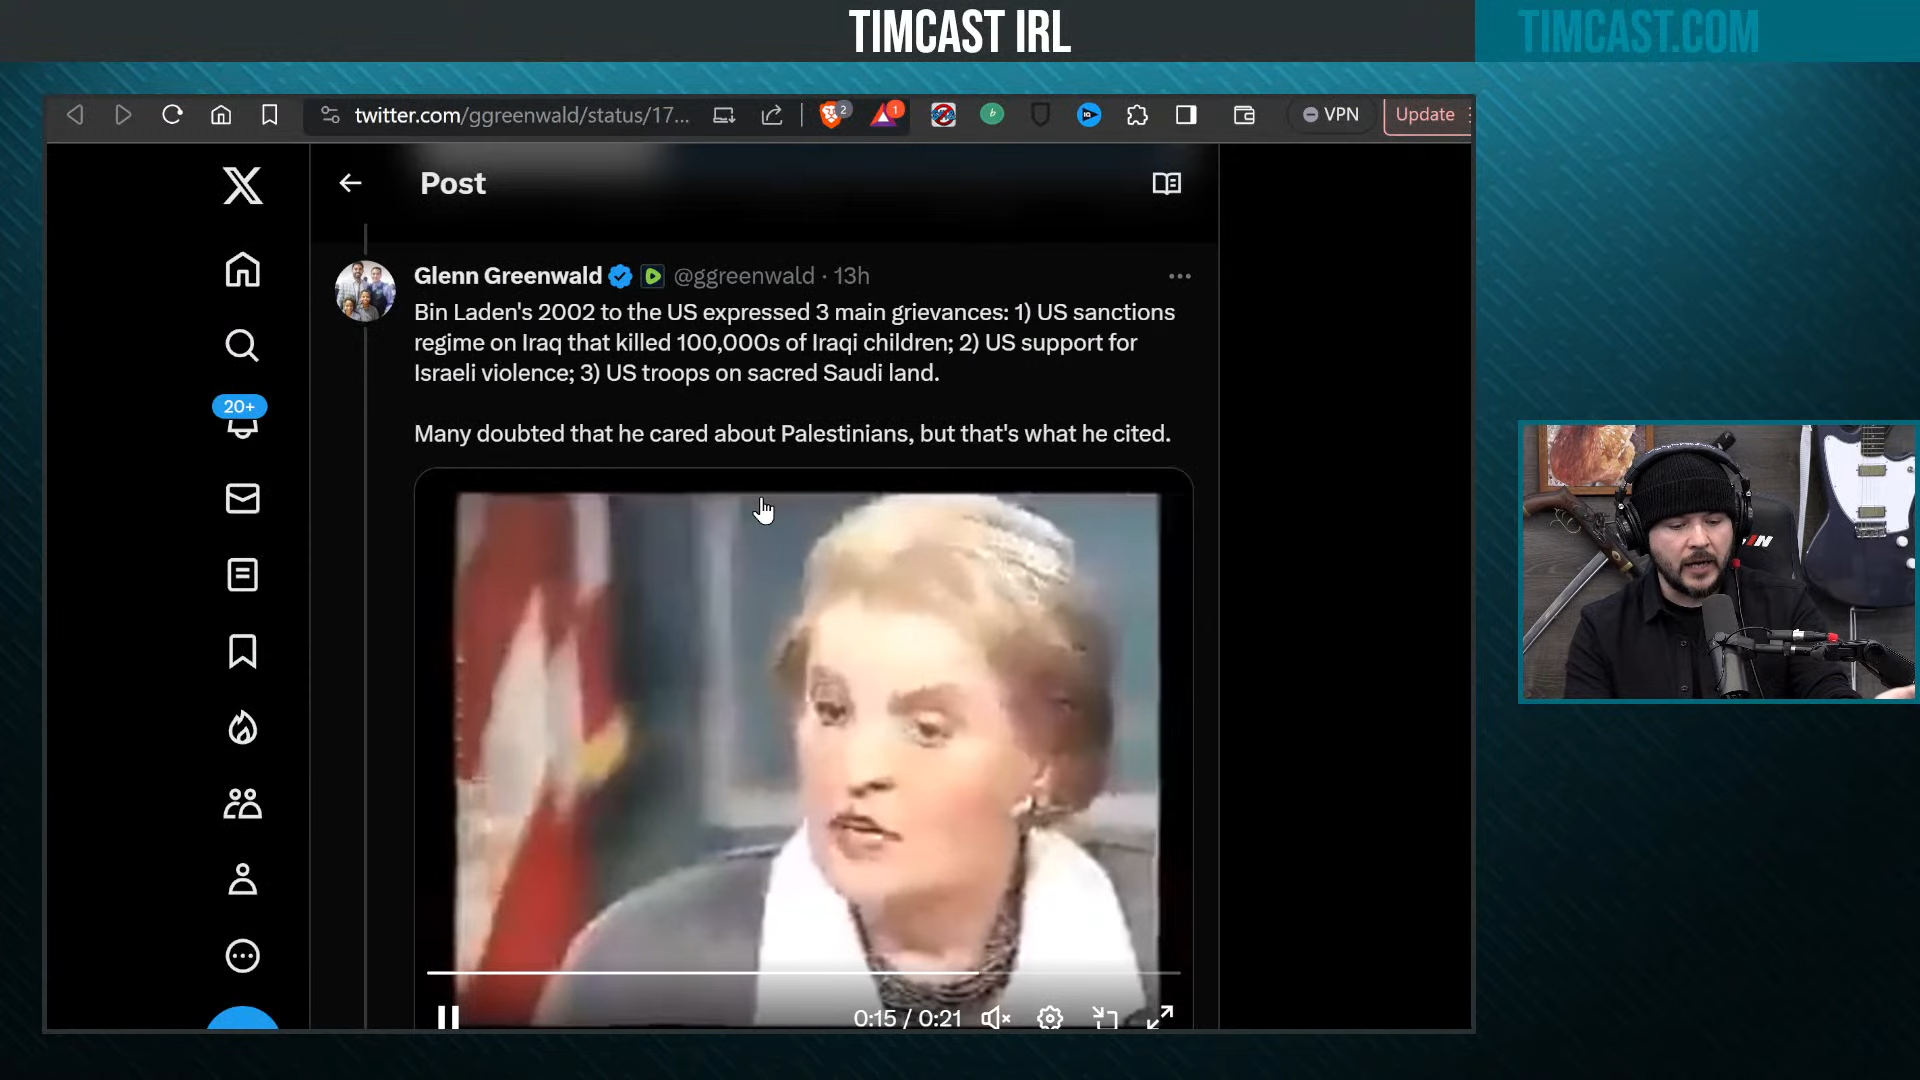 TIMCAST IRL
TIMCAST.COM
twitter.com/ggreenwald/status/17...
2
1
b
VPN
Update
Post
Glenn Greenwald @ggreenwald · 13h
Bin Laden's 2002 to the US expressed 3 main grievances: 1) US sanctions
regime on Iraq that killed 100,000s of Iraqi children; 2) US support for
Israeli violence; 3) US troops on sacred Saudi land.
20+
Many doubted that he cared about Palestinians, but that's what he cited.
0:15 / 0:21